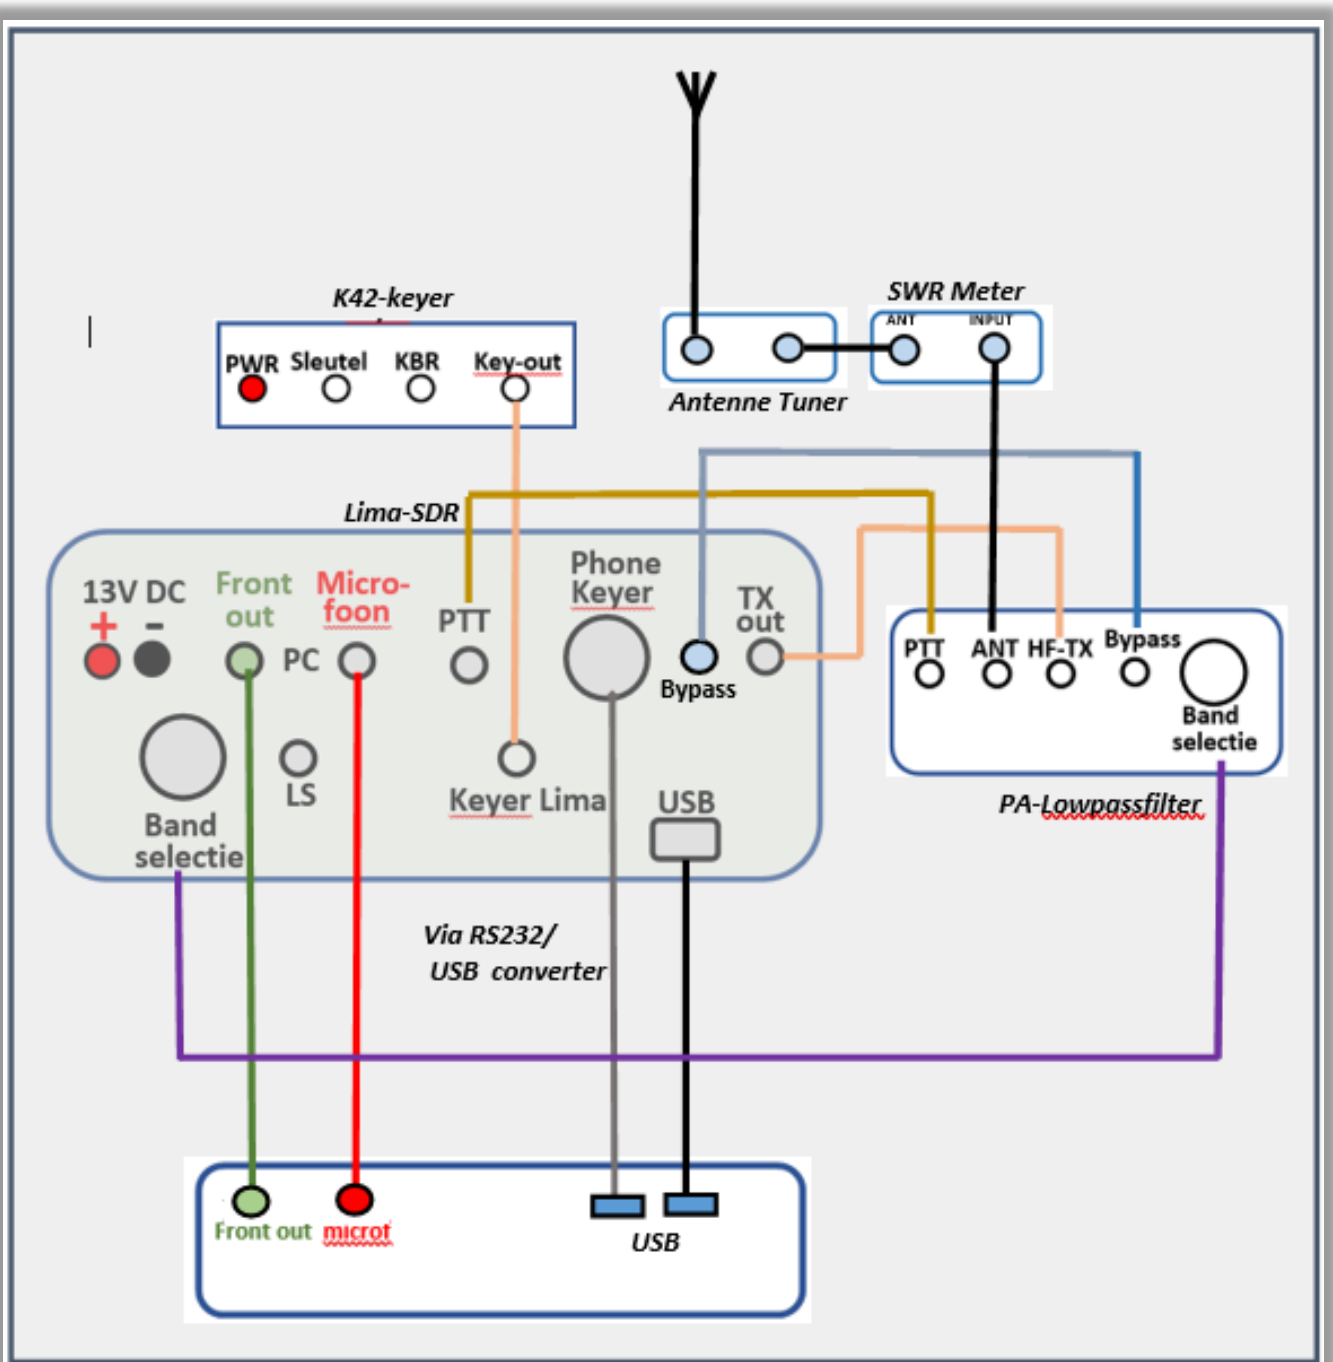 K42-keyer
SWR Meter
ANT INPUT
PWR Sleutel KBR Key-out
Antenne Tuner
Lima-SDR
13V DC
+ -
Front
out
PC
Micro-
foon
PTT
Phone
Keyer
Bypass
TX
out
PTT ANT HF-TX Bypass
Band
selectie
PA-Lowpassfilter
LS
Keyer Lima
USB
Band
selectie
Via RS232/
USB converter
Front out microf
USB